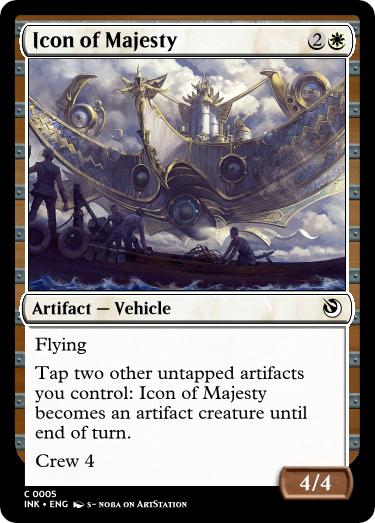 Icon of Majesty 2
Artifact — Vehicle
Flying
Tap two other untapped artifacts
you control: Icon of Majesty
becomes an artifact creature until
end of turn.
Crew 4
4/4
C 0005
INK • ENG S- NOBA ON ARTSTATION